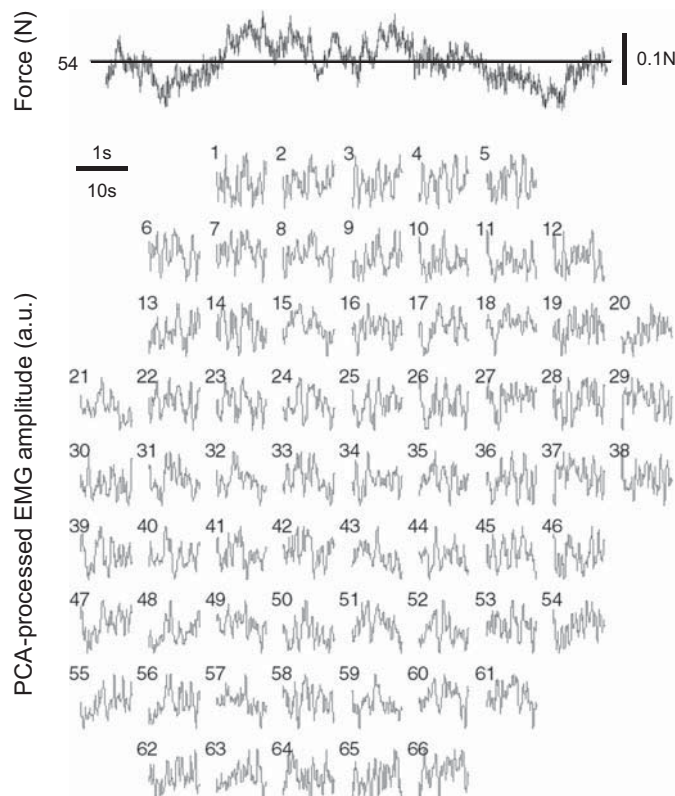 Force (N)
54
0.1N
1s
10s
PCA-processed EMG amplitude (a.u.)
1 2 3 4 5
6 7 8 9 10 11 12
13 14 15 16 17 18 19 20
21 22 23 24 25 26 27 28 29
30 31 32 33 34 35 36 37 38
39 40 41 42 43 44 45 46
47 48 49 50 51 52 53 54
55 56 57 58 59 60 61
62 63 64 65 66